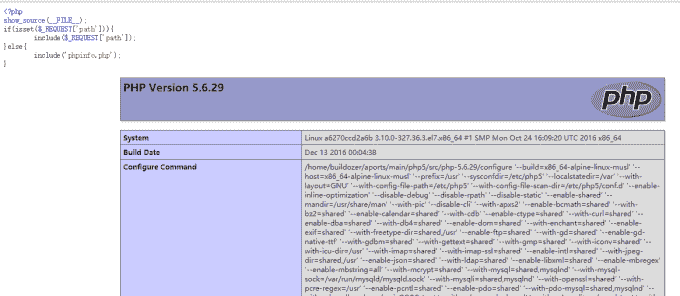 <?php
show_source(__FILE__);
if(isset($_REQUEST['path'])){
include($_REQUEST['path']);
}else{
include('phpinfo.php');
}
PHP Version 5.6.29
php
System Linux a6270ccd2a6b 3.10.0-327.36.3.el7.x86_64 #1 SMP Mon Oct 24 16:09:20 UTC 2016 x86_64
Build Date Dec 13 2016 00:04:38
Configure Command /home/buildozer/aports/main/php5/src/php-5.6.29/configure '--build=x86_64-alpine-linux-musl' '--
host=x86_64-alpine-linux-musl' '--prefix=/usr' '--sysconfdir=/etc/php5' '--localstatedir=/var' '--with-
layout=GNU' '--with-config-file-path=/etc/php5' '--with-config-file-scan-dir=/etc/php5/conf.d' '--enable-
inline-optimization' '--disable-debug' '--disable-rpath' '--disable-static' '--enable-shared' '--
mandir=/usr/share/man' '--with-pic' '--disable-cli' '--with-apxs2' '--enable-bcmath=shared' '--with-
bz2=shared' '--enable-calendar=shared' '--with-cdb' '--enable-ctype=shared' '--with-curl=shared' '--
enable-dba=shared' '--with-db4=shared' '--enable-dom=shared' '--with-enchant=shared' '--enable-
exif=shared' '--with-freetype-dir=shared,/usr' '--enable-ftp=shared' '--with-gd=shared' '--enable-gd-
native-ttf' '--with-gdbm=shared' '--with-gettext=shared' '--with-gmp=shared' '--with-iconv=shared' '--
with-icu-dir=/usr' '--with-imap=shared' '--with-imap-ssl=shared' '--enable-intl=shared' '--with-jpeg-
dir=shared,/usr' '--enable-json=shared' '--with-ldap=shared' '--enable-libxml=shared' '--enable-mbregex'
'--enable-mbstring=all' '--with-mcrypt=shared' '--with-mysql=shared,mysqlnd' '--with-mysql-
sock=/var/run/mysqld/mysqld.sock' '--with-mysqli=shared,mysqlnd' '--with-openssl=shared' '--with-
pcre-regex=/usr' '--enable-pcntl=shared' '--enable-pdo=shared' '--with-pdo-mysql=shared,mysqlnd' '--